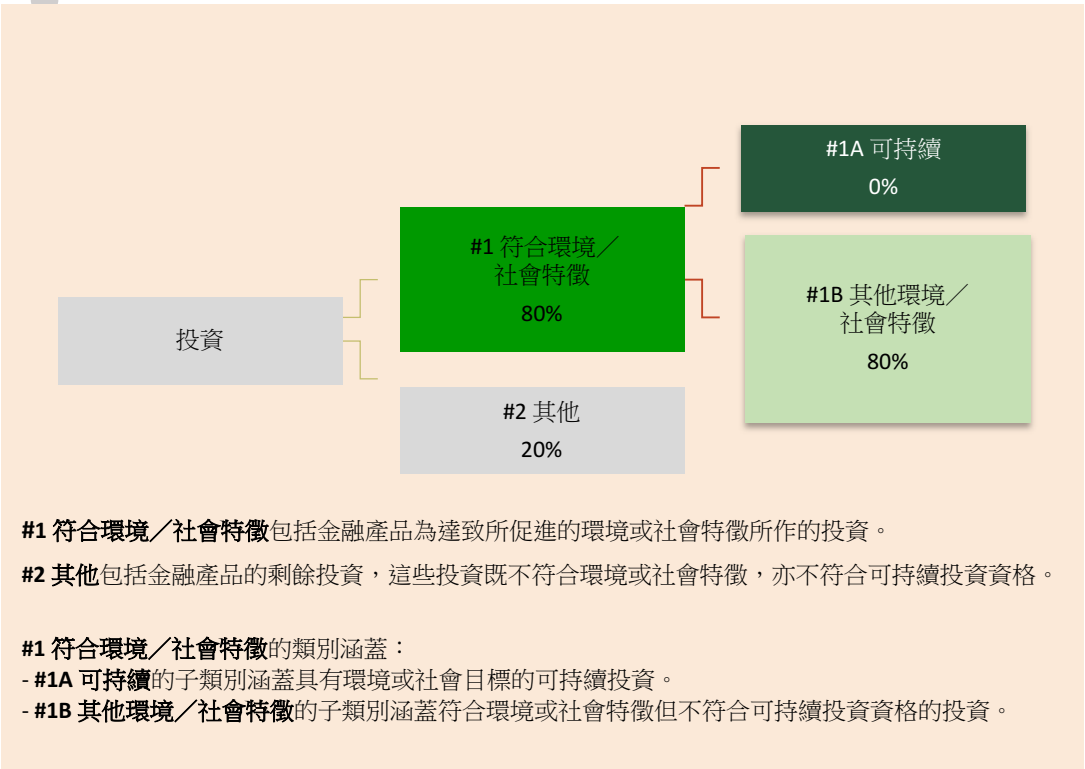 #1A 可持續
0%
#1 符合環境／
社會特徵
80%
#1B 其他環境／
社會特徵
80%
投資
#2 其他
20%
#1 符合環境／社會特徵包括金融產品為達致所促進的環境或社會特徵所作的投資。
#2 其他包括金融產品的剩餘投資，這些投資既不符合環境或社會特徵，亦不符合可持續投資資格。
#1 符合環境／社會特徵的類別涵蓋：
- #1A 可持續的子類別涵蓋具有環境或社會目標的可持續投資。
- #1B 其他環境／社會特徵的子類別涵蓋符合環境或社會特徵但不符合可持續投資資格的投資。